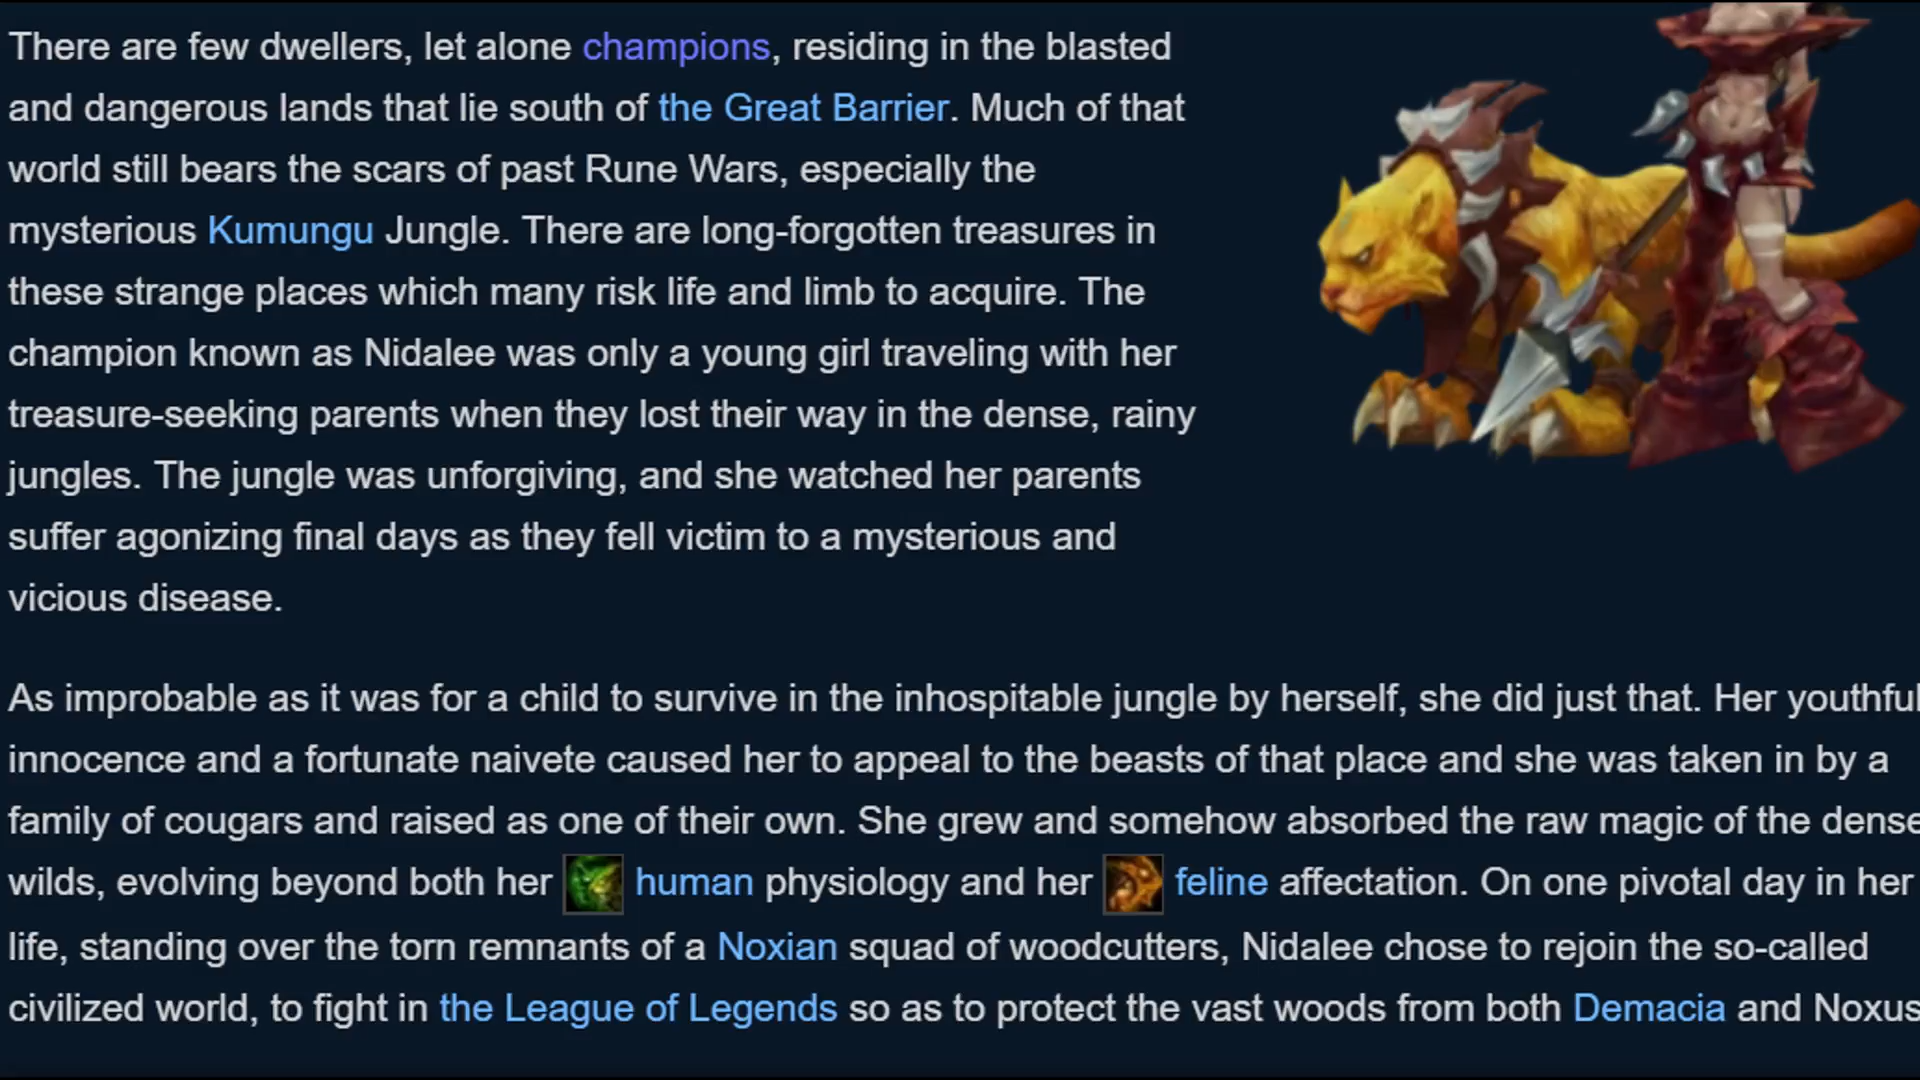 There are few dwellers, let alone champions, residing in the blasted
and dangerous lands that lie south of the Great Barrier. Much of that
world still bears the scars of past Rune Wars, especially the
mysterious Kumungu Jungle. There are long-forgotten treasures in
these strange places which many risk life and limb to acquire. The
champion known as Nidalee was only a young girl traveling with her
treasure-seeking parents when they lost their way in the dense, rainy
jungles. The jungle was unforgiving, and she watched her parents
suffer agonizing final days as they fell victim to a mysterious and
vicious disease.
As improbable as it was for a child to survive in the inhospitable jungle by herself, she did just that. Her youthful
innocence and a fortunate naivete caused her to appeal to the beasts of that place and she was taken in by a
family of cougars and raised as one of their own. She grew and somehow absorbed the raw magic of the dense
wilds, evolving beyond both her human physiology and her feline affectation. On one pivotal day in her
life, standing over the torn remnants of a Noxian squad of woodcutters, Nidalee chose to rejoin the so-called
civilized world, to fight in the League of Legends so as to protect the vast woods from both Demacia and Noxus